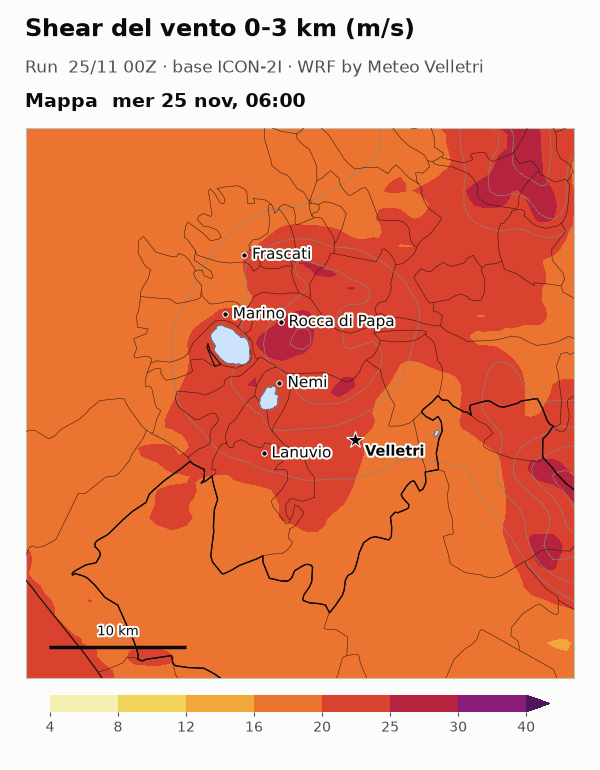 Shear del vento 0-3 km (m/s)
Run  25/11 00Z · base ICON-2I · WRF by Meteo Velletri
Mappa  mer 25 nov, 06:00
Frascati
Marino
Rocca di Papa
Nemi
Velletri
Lanuvio
10 km
4 8 12 16 20 25 30 40